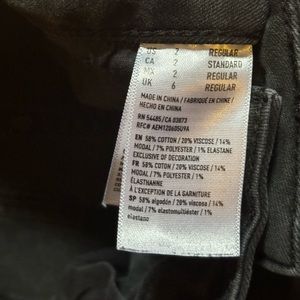 US 2 REGULAR
CA 2 STANDARD
MX 2 REGULAR
UK 6 REGULAR
MADE IN CHINA / FABRIQUÉ EN CHINE /
HECHO EN CHINA
RN 54485/CA 03873
RFC# AEM120605U9A
EN 58% COTTON / 20% VISCOSE / 14%
MODAL / 7% POLYESTER / 1% ELASTANE
EXCLUSIVE OF DECORATION
FR 58% COTON / 20% VISCOSE / 14%
MODAL / 7% POLYESTER / 1%
ÉLASTHANNE
À L'EXCEPTION DE LA GARNITURE
SP 58% algodón / 20% viscose / 14%
modal / 7% elastomultiéster / 1%
elastano